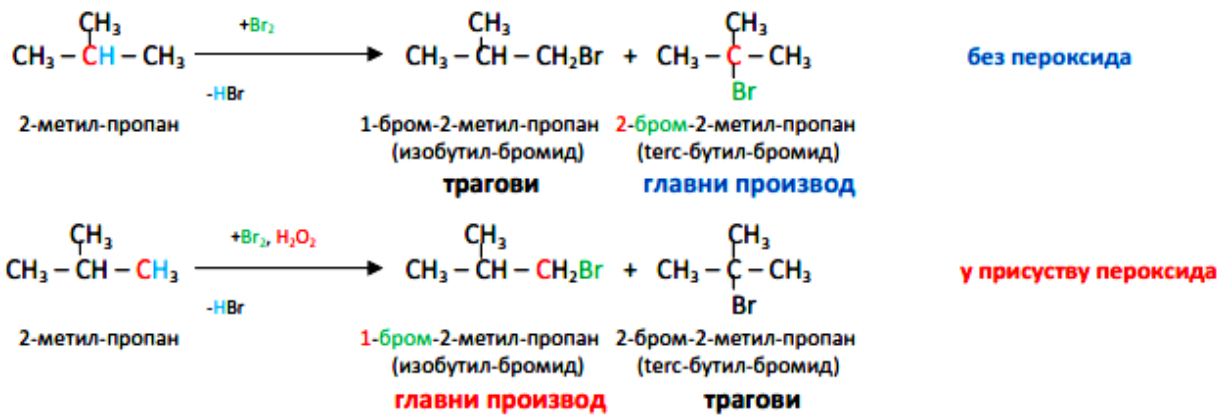 CH₃
+Br₂
CH₃
CH₃
CH₃ – CH – CH₃
CH₃ – CH – CH₂Br + CH₃ – C – CH₃
без пероксида
-HBr
Br
2-метил-пропан
1-бром-2-метил-пропан
2-бром-2-метил-пропан
(изобутил-бромид)
(terc-бутил-бромид)
трагови
главни производ
CH₃
+Br₂, H₂O₂
CH₃
CH₃
CH₃ – CH – CH₃
CH₃ – CH – CH₂Br + CH₃ – C – CH₃
у присуству пероксида
-HBr
Br
2-метил-пропан
1-бром-2-метил-пропан
2-бром-2-метил-пропан
(изобутил-бромид)
(terc-бутил-бромид)
главни производ
трагови